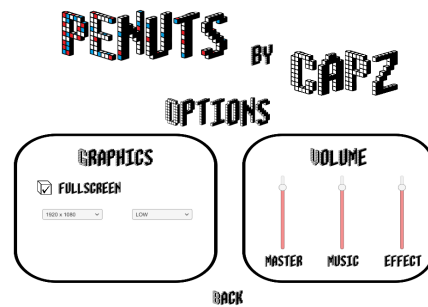 PENUTS BY CAPZ
OPTIONS
GRAPHICS
FULLSCREEN
1920 x 1080
LOW
VOLUME
MASTER MUSIC EFFECT
BACK